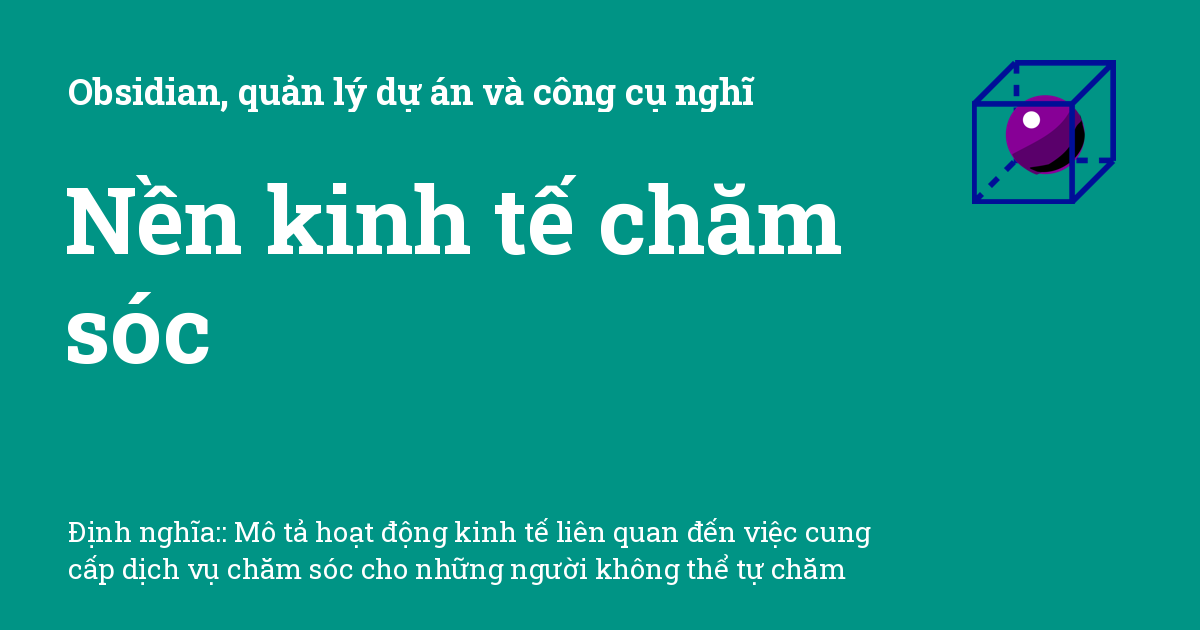 Obsidian, quản lý dự án và công cụ nghĩ
Nền kinh tế chăm
sóc
Định nghĩa:: Mô tả hoạt động kinh tế liên quan đến việc cung
cấp dịch vụ chăm sóc cho những người không thể tự chăm